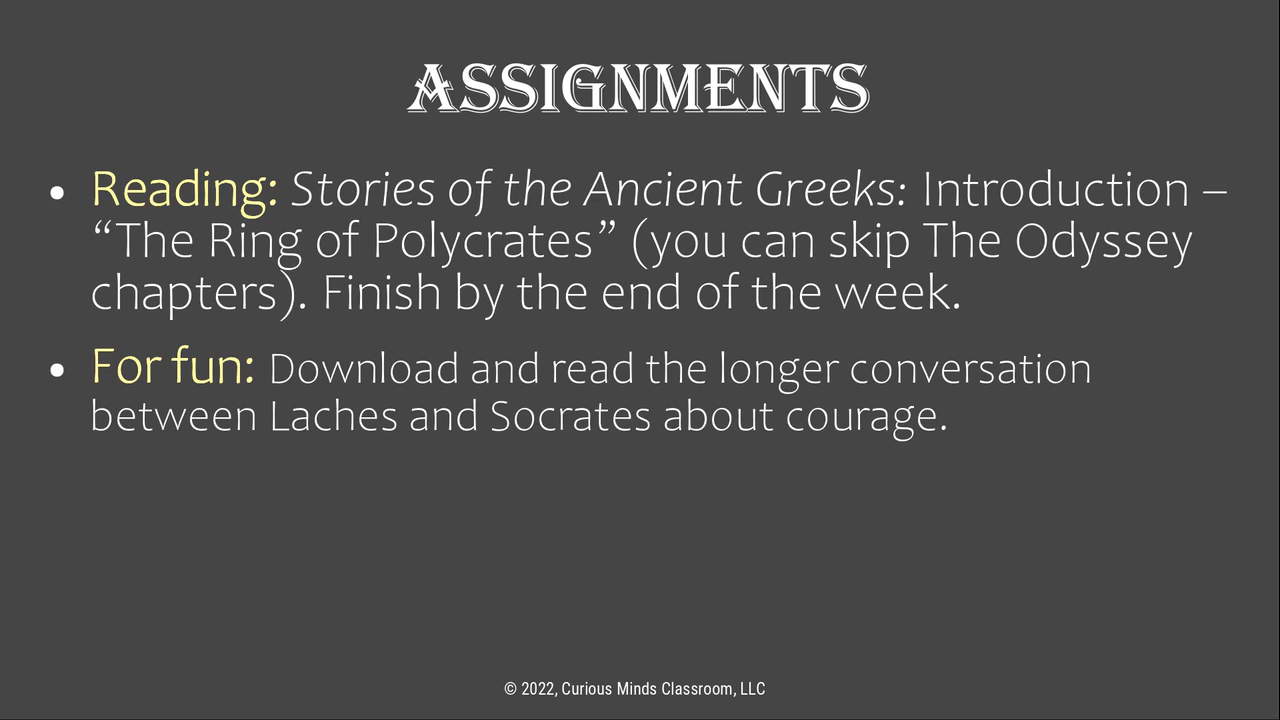 ASSIGNMENTS
• Reading: Stories of the Ancient Greeks: Introduction –
“The Ring of Polycrates” (you can skip The Odyssey
chapters). Finish by the end of the week.
• For fun: Download and read the longer conversation
between Laches and Socrates about courage.
© 2022, Curious Minds Classroom, LLC